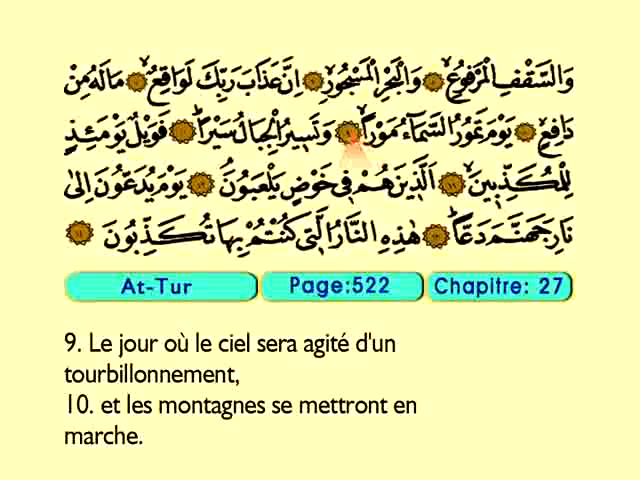 وَالسَّقْفِ الْمَرْفُوعِ ۝ وَالْبَحْرِ الْمَسْجُورِ ۝ إِنَّ عَذَابَ رَبِّكَ لَوَاقِعٌ ۝ مَا لَهُ مِنْ
دَافِعٍ ۝ يَوْمَ تَمُورُ السَّمَاءُ مَوْرًا ۝ وَتَسِيرُ الْجِبَالُ سَيْرًا ۝ فَوَيْلٌ يَوْمَئِذٍ
لِلْمُكَذِّبِينَ ۝ الَّذِينَ هُمْ فِي خَوْضٍ يَلْعَبُونَ ۝ يَوْمَ يُدَعُّونَ إِلَىٰ
نَارِ جَهَنَّمَ دَعًّا ۝ هَٰذِهِ النَّارُ الَّتِي كُنْتُمْ بِهَا تُكَذِّبُونَ ۝
At-Tur Page:522 Chapitre: 27
9. Le jour où le ciel sera agité d'un
tourbillonnement,
10. et les montagnes se mettront en
marche.